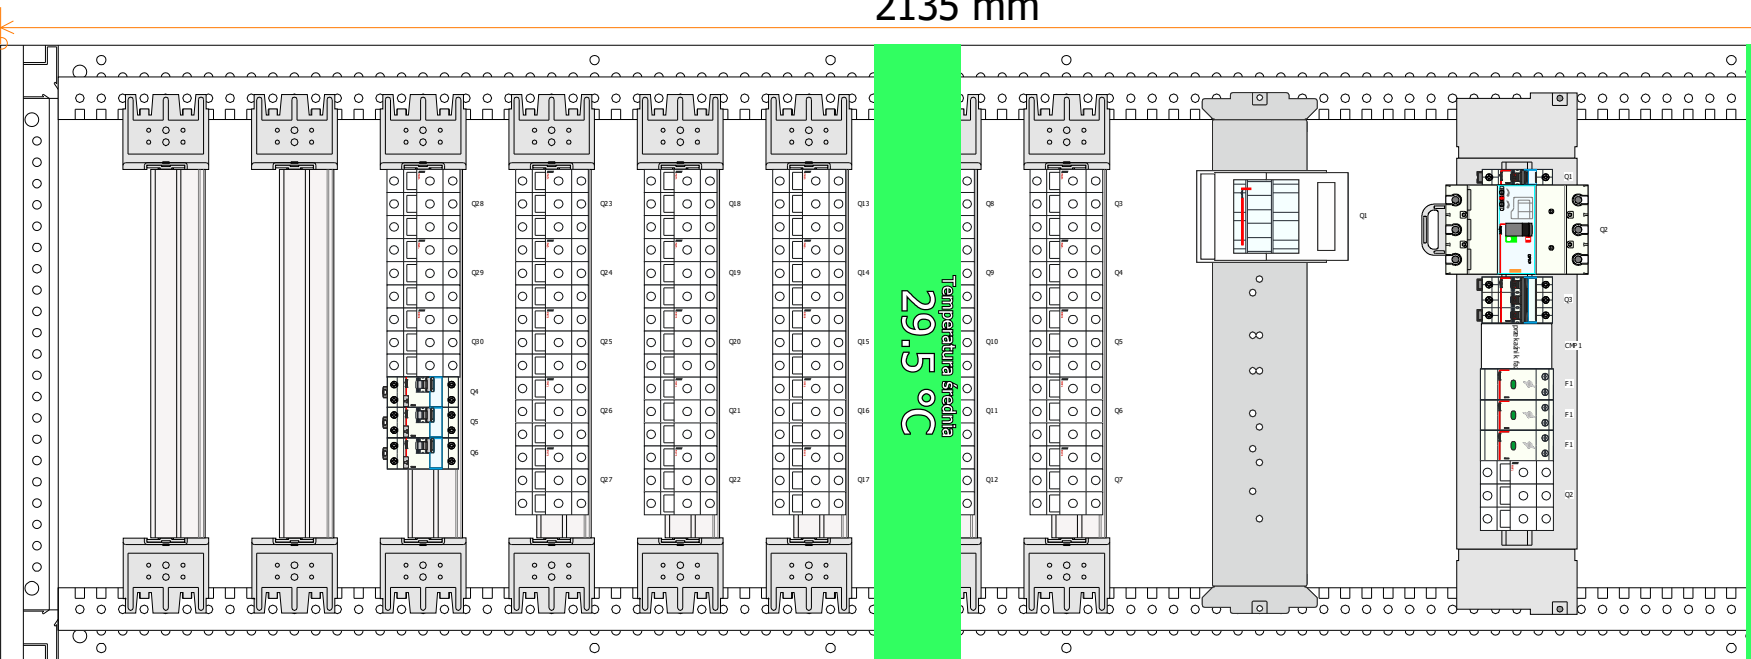 2135 mm
Q28
Q29
Q30
Q4
Q5
Q6
Q23
Q24
Q25
Q26
Q27
Q18
Q19
Q20
Q21
Q22
Q13
Q14
Q15
Q16
Q17
Temperatura średnia
29.5 °C
Q8
Q9
Q10
Q11
Q12
Q3
Q4
Q5
Q6
Q7
Q1
Q1
Q2
Q3
CMP1
F1
F1
F1
Q2